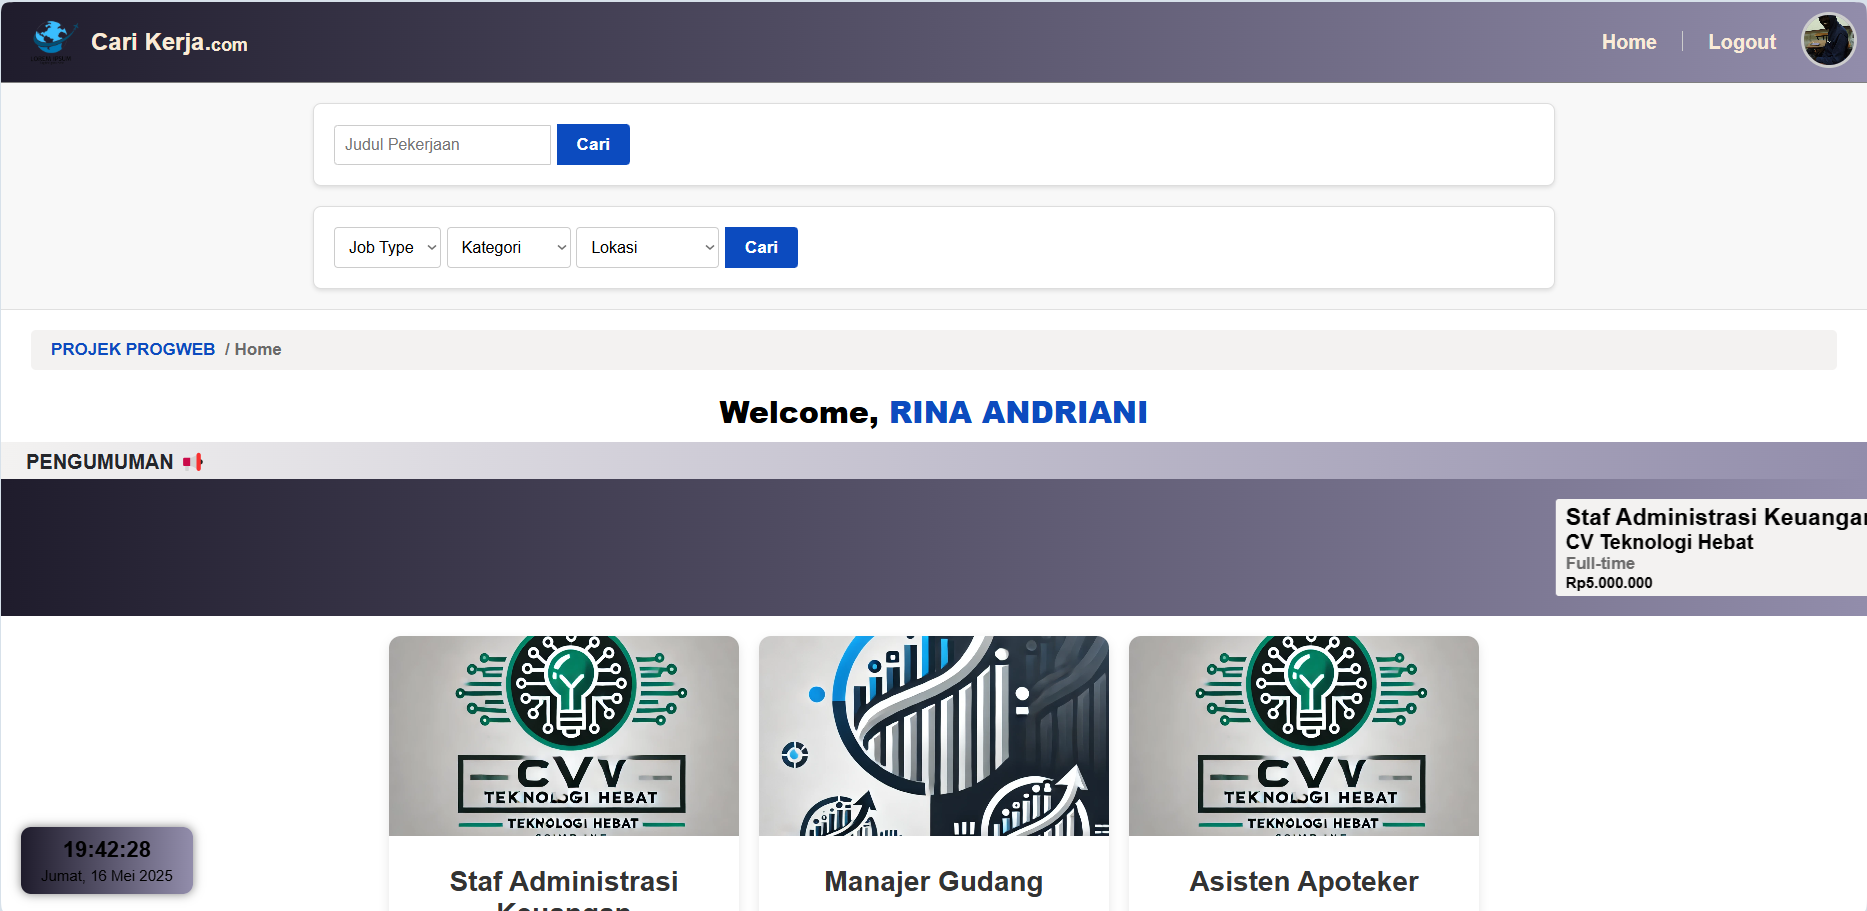 Cari Kerja.com
Home
Logout
Judul Pekerjaan
Cari
Job Type
Kategori
Lokasi
Cari
PROJEK PROGWEB / Home
Welcome, RINA ANDRIANI
PENGUMUMAN
Staf Administrasi Keuangan
CV Teknologi Hebat
Full-time
Rp5.000.000
CVV
TEKNOLOGI HEBAT
TEKNOLOGI HEBAT
CVV
TEKNOLOGI HEBAT
TEKNOLOGI HEBAT
Staf Administrasi
Keuangan
Manajer Gudang
Asisten Apoteker
19:42:28
Jumat, 16 Mei 2025